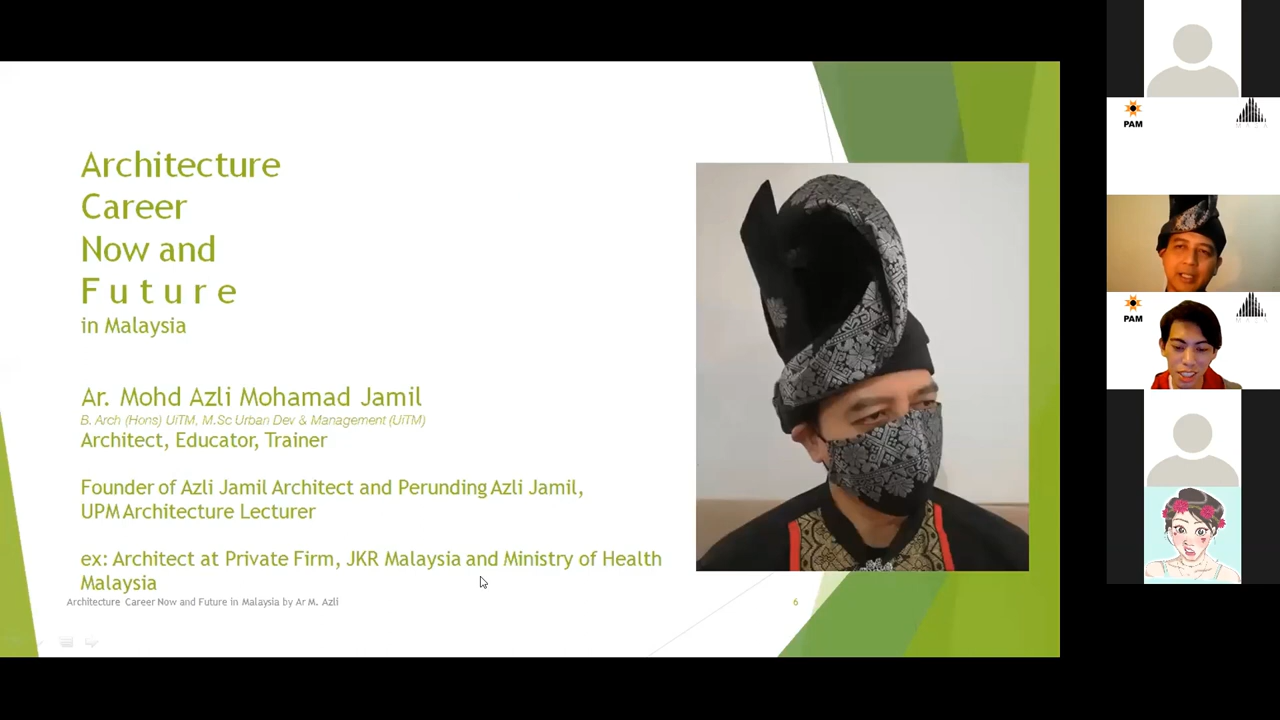 Architecture
Career
Now and
F u t u r e
in Malaysia
Ar. Mohd Azli Mohamad Jamil
B. Arch (Hons) UiTM, M.Sc Urban Dev & Management (UiTM)
Architect, Educator, Trainer
Founder of Azli Jamil Architect and Perunding Azli Jamil,
UPM Architecture Lecturer
ex: Architect at Private Firm, JKR Malaysia and Ministry of Health
Malaysia
Architecture Career Now and Future in Malaysia by Ar M. Azli
6
PAM
PAM